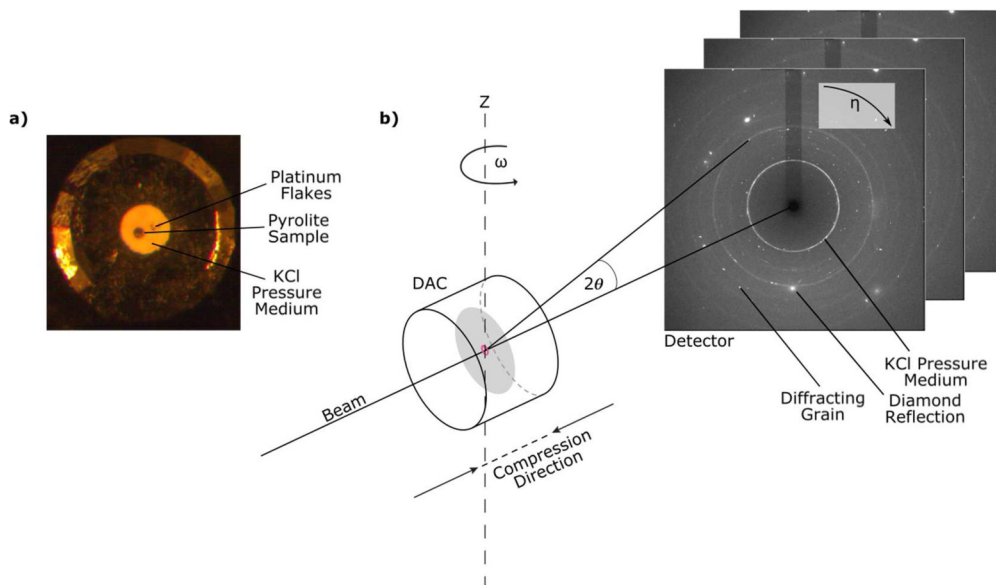 a)
Platinum
Flakes
Pyrolite
Sample
KCl
Pressure
Medium
b)
Z
ω
DAC
2θ
Beam
Compression
Direction
η
Detector
KCl Pressure
Medium
Diamond
Reflection
Diffracting
Grain